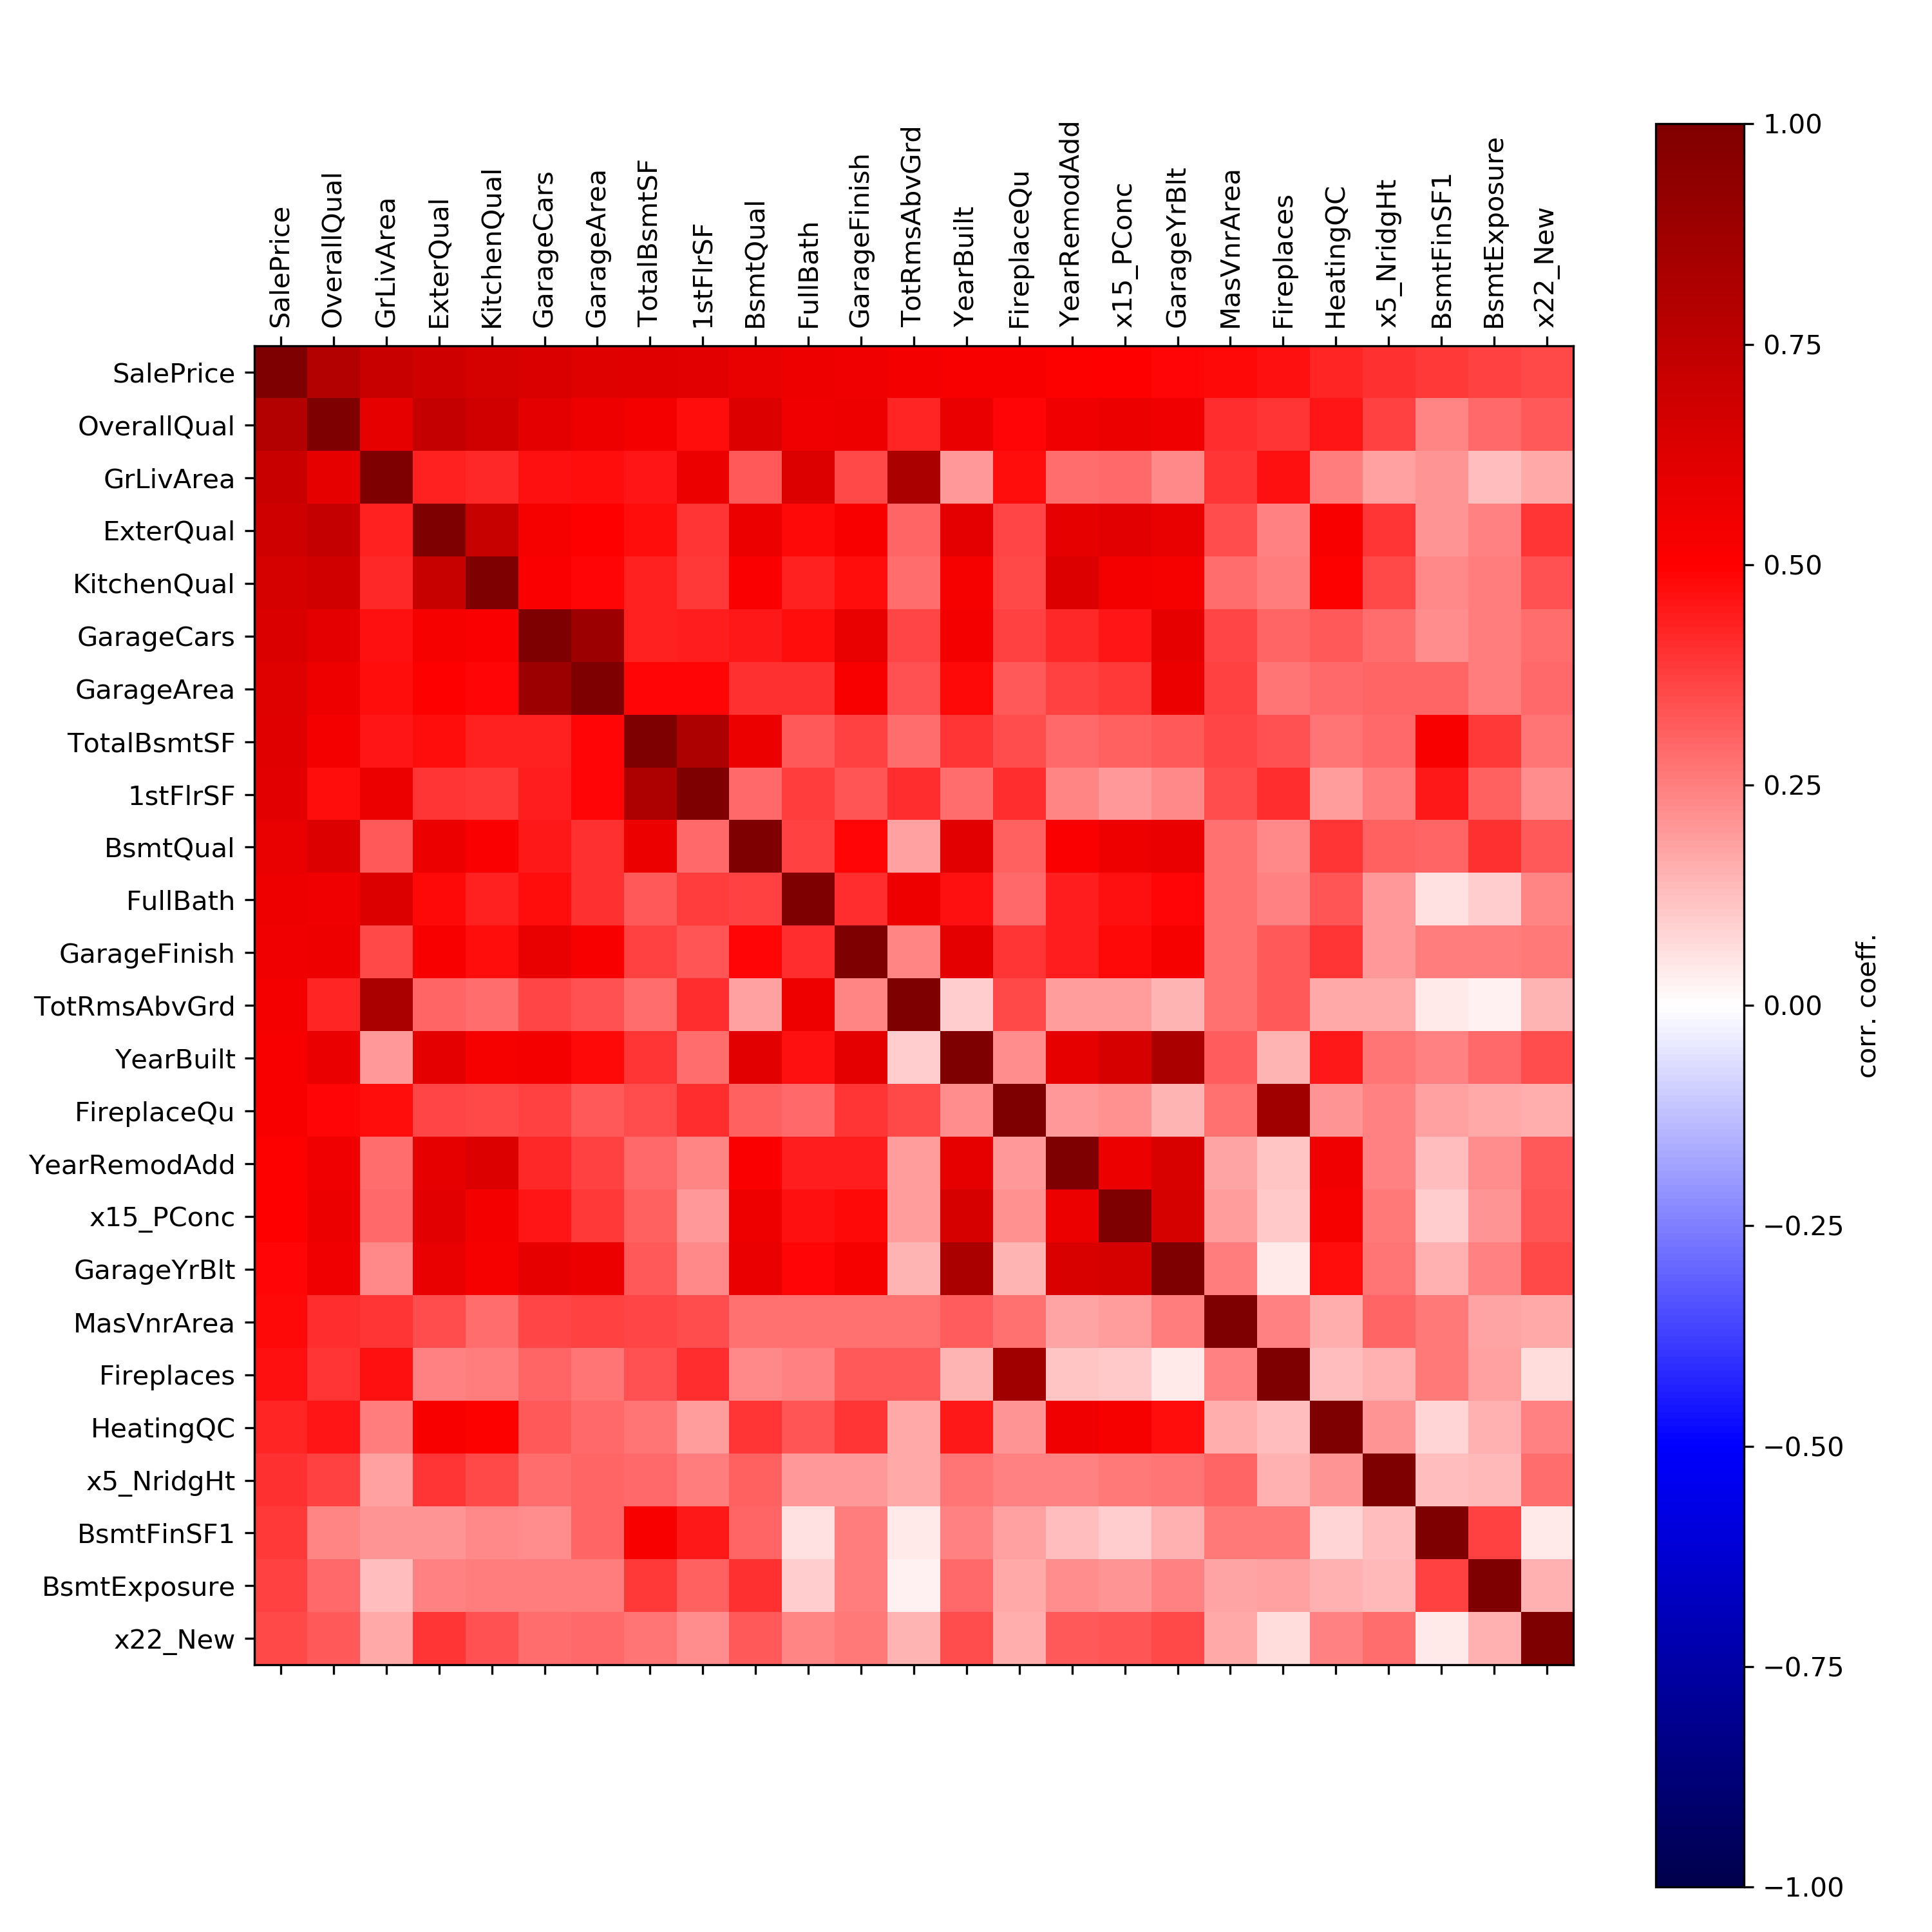 SalePrice
OverallQual
GrLivArea
ExterQual
KitchenQual
GarageCars
GarageArea
TotalBsmtSF
1stFlrSF
BsmtQual
FullBath
GarageFinish
TotRmsAbvGrd
YearBuilt
FireplaceQu
YearRemodAdd
x15_PConc
GarageYrBlt
MasVnrArea
Fireplaces
HeatingQC
x5_NridgHt
BsmtFinSF1
BsmtExposure
x22_New
SalePrice
OverallQual
GrLivArea
ExterQual
KitchenQual
GarageCars
GarageArea
TotalBsmtSF
1stFlrSF
BsmtQual
FullBath
GarageFinish
TotRmsAbvGrd
YearBuilt
FireplaceQu
YearRemodAdd
x15_PConc
GarageYrBlt
MasVnrArea
Fireplaces
HeatingQC
x5_NridgHt
BsmtFinSF1
BsmtExposure
x22_New
1.00
0.75
0.50
0.25
0.00
−0.25
−0.50
−0.75
−1.00
corr. coeff.